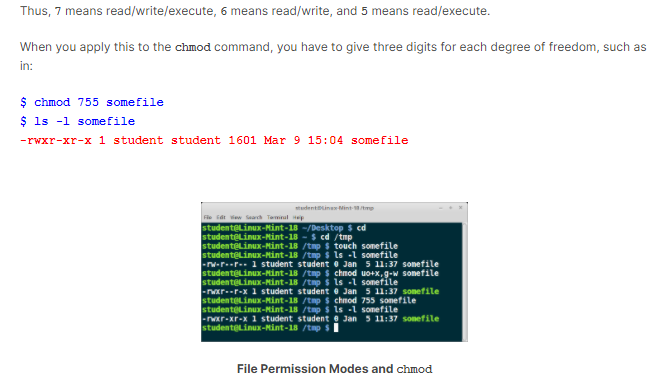 Thus, 7 means read/write/execute, 6 means read/write, and 5 means read/execute.
When you apply this to the chmod command, you have to give three digits for each degree of freedom, such as
in:
$ chmod 755 somefile
$ ls -l somefile
-rwxr-xr-x 1 student student 1601 Mar 9 15:04 somefile
student@Linux-Mint-18 /tmp
File Edit View Search Terminal Help
student@Linux-Mint-18 ~/Desktop $ cd
student@Linux-Mint-18 ~ $ cd /tmp
student@Linux-Mint-18 /tmp $ touch somefile
student@Linux-Mint-18 /tmp $ ls -l somefile
-rw-r--r-- 1 student student 0 Jan 5 11:37 somefile
student@Linux-Mint-18 /tmp $ chmod uo+x,g-w somefile
student@Linux-Mint-18 /tmp $ ls -l somefile
-rwxr--r-x 1 student student 0 Jan 5 11:37 somefile
student@Linux-Mint-18 /tmp $ chmod 755 somefile
student@Linux-Mint-18 /tmp $ ls -l somefile
-rwxr-xr-x 1 student student 0 Jan 5 11:37 somefile
student@Linux-Mint-18 /tmp $
File Permission Modes and chmod